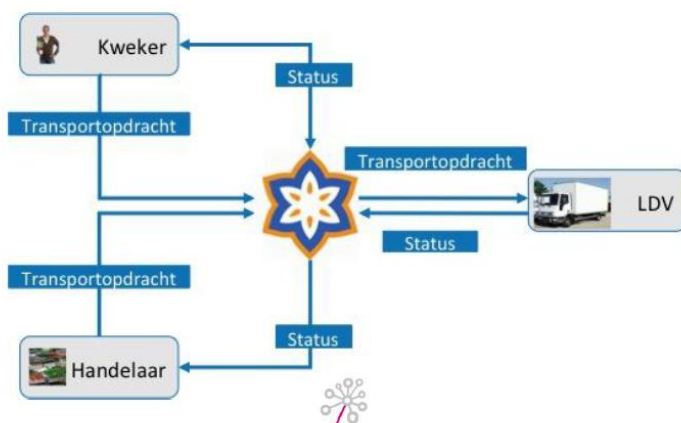 Kweker
Status
Transportopdracht
Transportopdracht
LDV
Status
Transportopdracht
Status
Handelaar